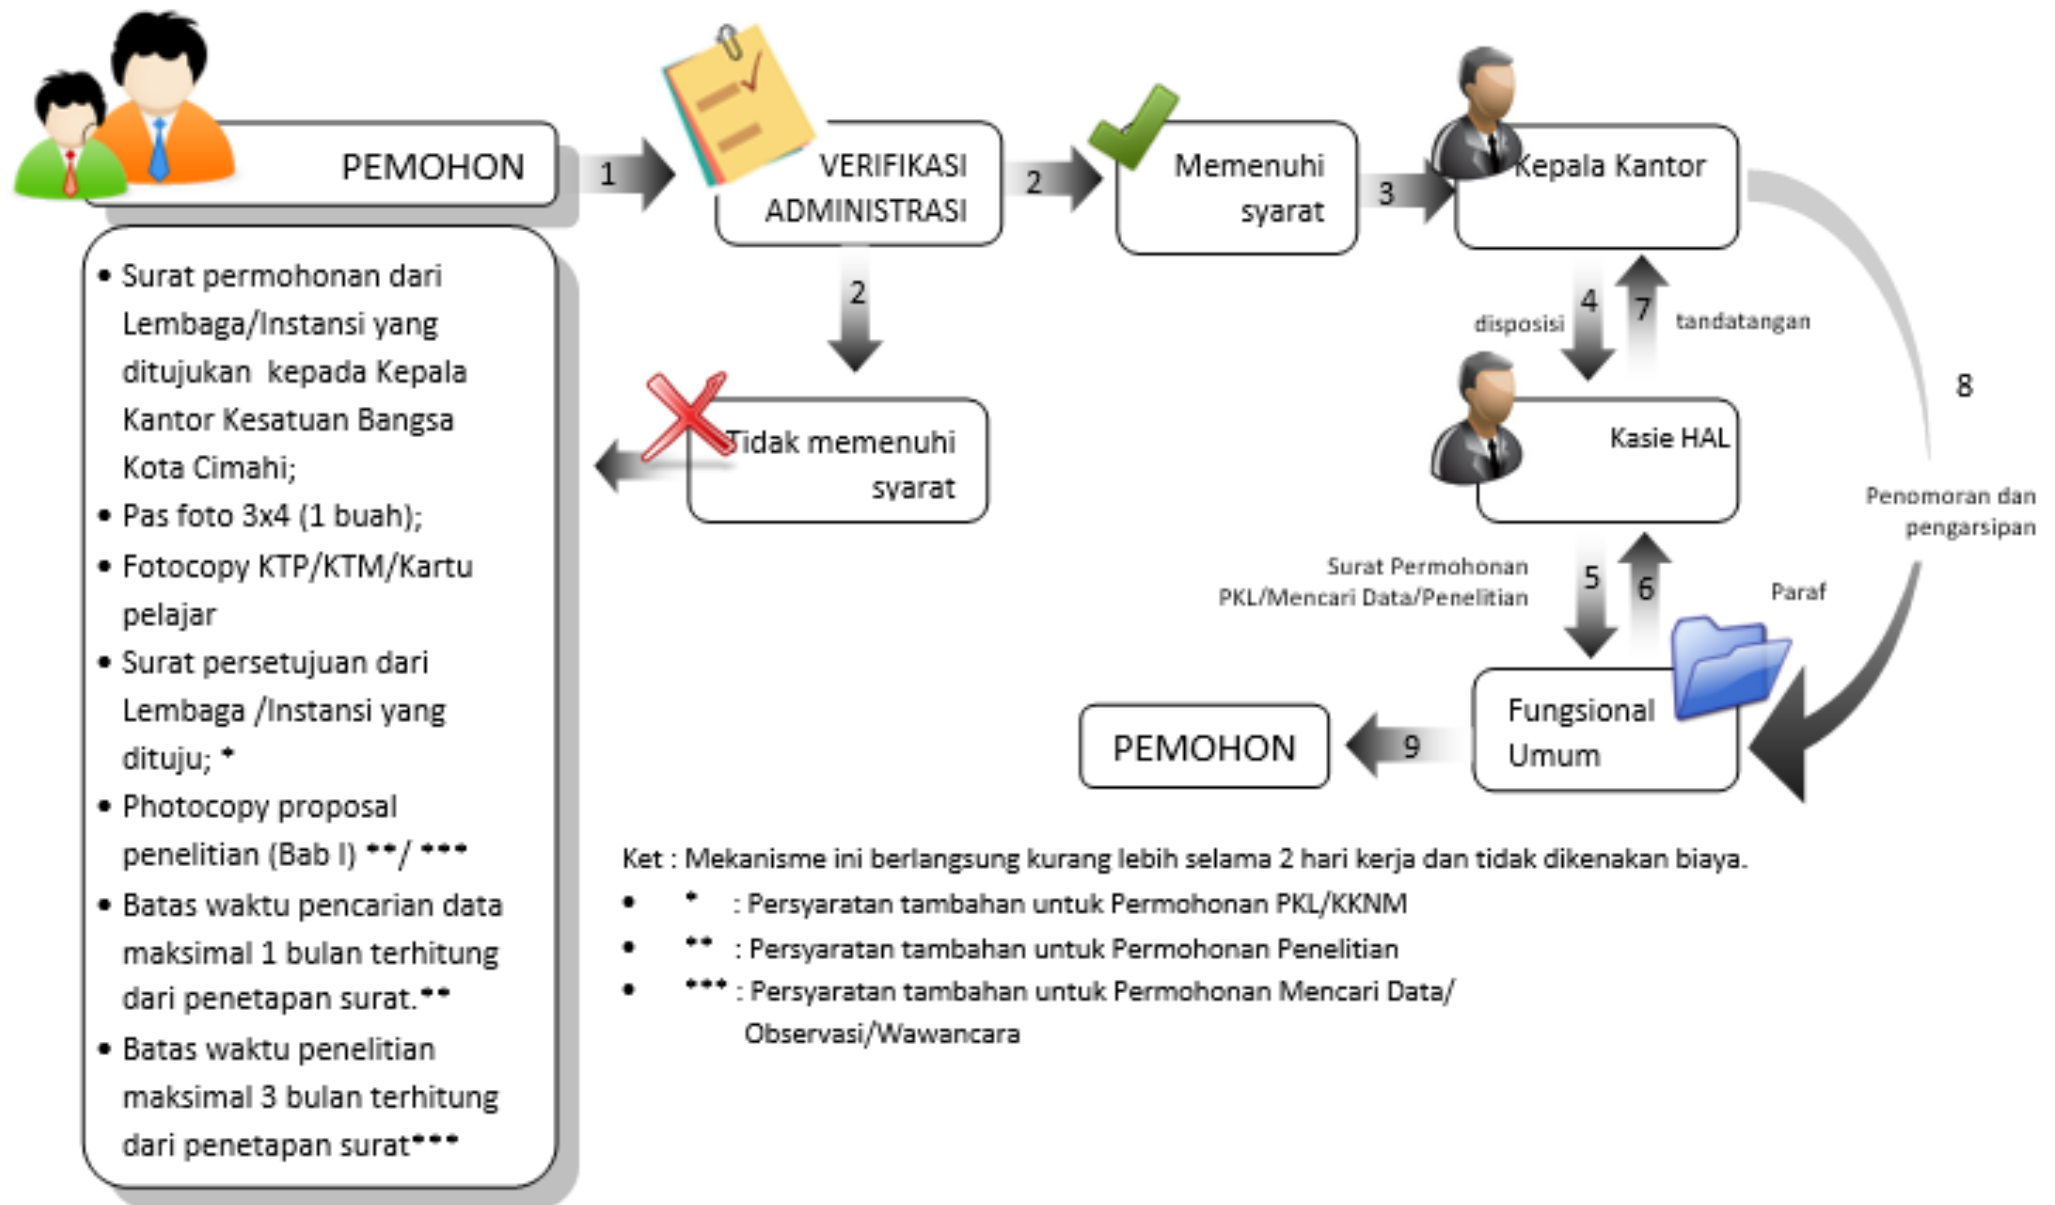 PEMOHON
• Surat permohonan dari
Lembaga/Instansi yang
ditujukan kepada Kepala
Kantor Kesatuan Bangsa
Kota Cimahi;
• Pas foto 3x4 (1 buah);
• Fotocopy KTP/KTM/Kartu
pelajar
• Surat persetujuan dari
Lembaga /Instansi yang
dituju; *
• Photocopy proposal
penelitian (Bab I) **/ ***
• Batas waktu pencarian data
maksimal 1 bulan terhitung
dari penetapan surat.**
• Batas waktu penelitian
maksimal 3 bulan terhitung
dari penetapan surat***
1
VERIFIKASI
ADMINISTRASI
2
Memenuhi
syarat
2
Tidak memenuhi
syarat
3
Kepala Kantor
4
disposisi
7
tandatangan
Kasie HAL
8
Penomoran dan
pengarsipan
Surat Permohonan
PKL/Mencari Data/Penelitian
5
6
Paraf
Fungsional
Umum
9
PEMOHON
Ket : Mekanisme ini berlangsung kurang lebih selama 2 hari kerja dan tidak dikenakan biaya.
• * : Persyaratan tambahan untuk Permohonan PKL/KKNM
• ** : Persyaratan tambahan untuk Permohonan Penelitian
• *** : Persyaratan tambahan untuk Permohonan Mencari Data/
Observasi/Wawancara